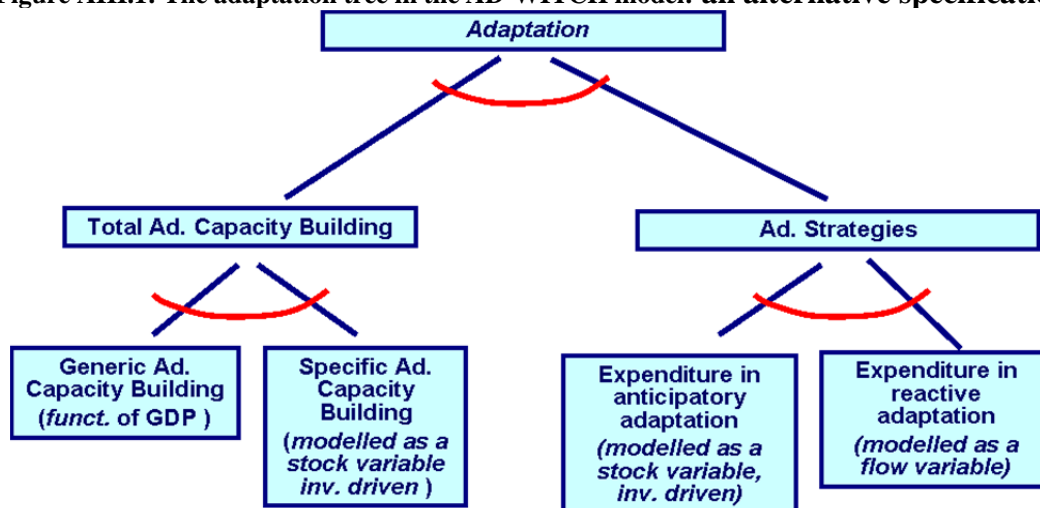 Figure AIII.1: The adaptation tree in the AD-WITCH model: an alternative specificatio
Adaptation
Total Ad. Capacity Building
Ad. Strategies
Generic Ad.
Capacity Building
(funct. of GDP )
Specific Ad.
Capacity
Building
(modelled as a
stock variable
inv. driven )
Expenditure in
anticipatory
adaptation
(modelled as a
stock variable,
inv. driven)
Expenditure in
reactive
adaptation
(modelled as a
flow variable)